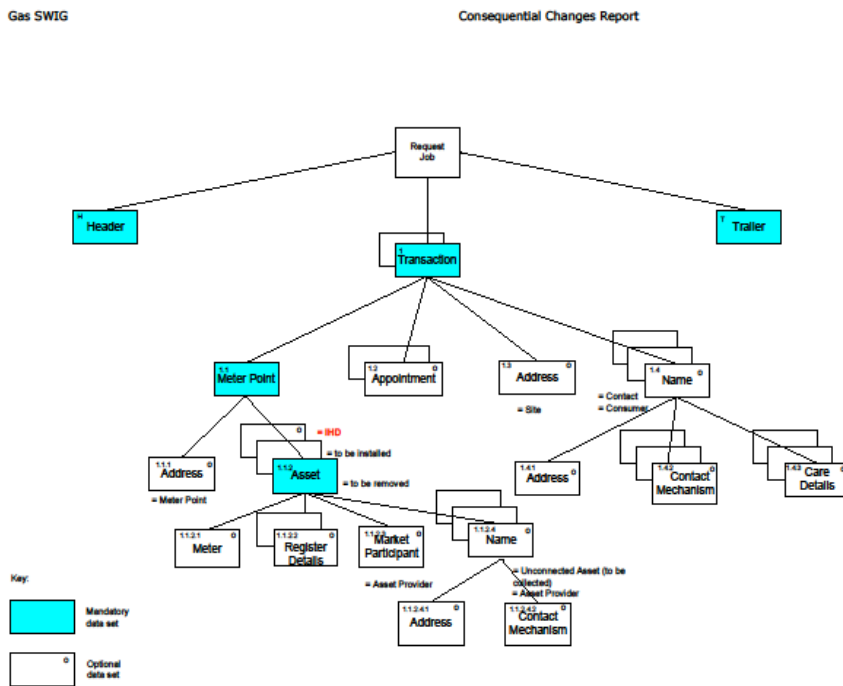 Gas SWIG
Consequential Changes Report
Request
Job
H
Header
T
Trailer
1
Transaction
1.1
Meter Point
1.2
O
Appointment
1.3
O
Address
= Site
1.4
O
Name
= Contact
= Consumer
O
= IHD
= to be installed
1.1.1
O
Address
= Meter Point
1.1.2
Asset
= to be removed
1.4.1
O
Address
1.4.2
O
Contact
Mechanism
1.4.3
O
Care
Details
1.1.2.1
O
Meter
1.1.2.2
O
Register
Details
1.1.2.3
O
Market
Participant
= Asset Provider
1.1.2.4
O
Name
= Unconnected Asset (to be
collected)
= Asset Provider
1.1.2.4.1
O
Address
1.1.2.4.2
O
Contact
Mechanism
Key:
Mandatory
data set
O
Optional
data set